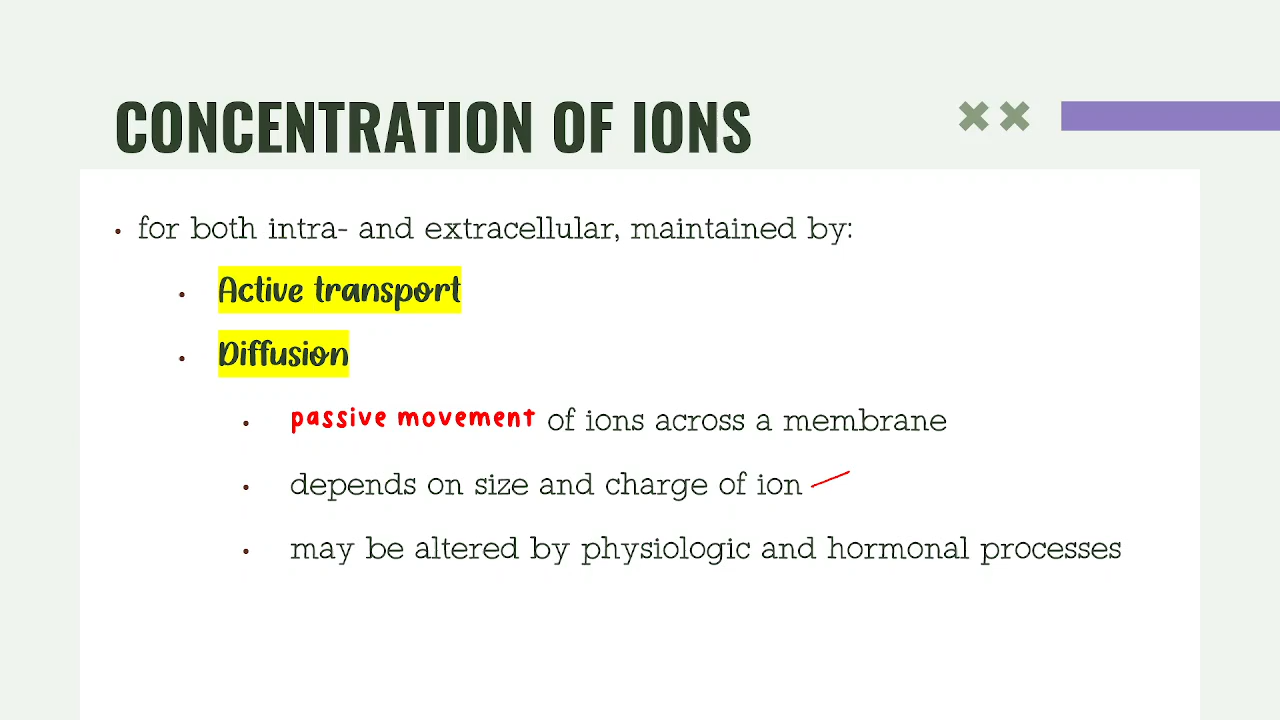 CONCENTRATION OF IONS
• for both intra- and extracellular, maintained by:
• Active transport
• Diffusion
• passive movement of ions across a membrane
• depends on size and charge of ion
• may be altered by physiologic and hormonal processes